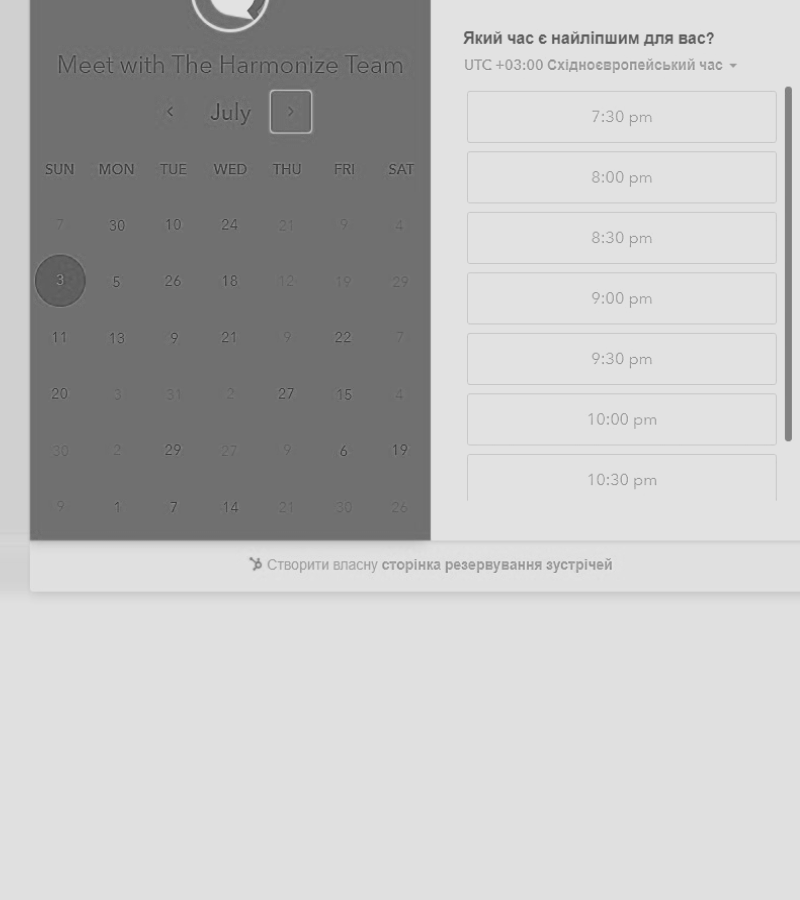 Meet with The Harmonize Team
July
SUN MON TUE WED THU FRI SAT
7 30 10 24 21 9 4
3 5 26 18 12 19 29
11 13 9 21 9 22 7
20 3 31 2 27 15 4
30 2 29 27 9 6 19
9 1 7 14 21 30 26
Який час є найліпшим для вас?
UTC +03:00 Східноєвропейський час
7:30 pm
8:00 pm
8:30 pm
9:00 pm
9:30 pm
10:00 pm
10:30 pm
Створити власну сторінка резервування зустрічей